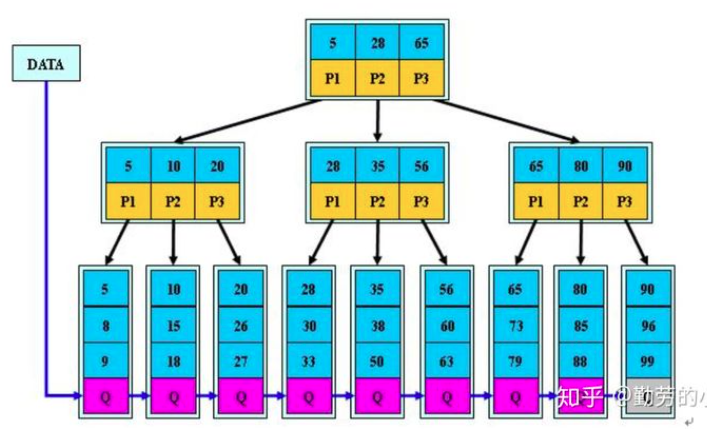 5 28 65
DATA
P1 P2 P3
5 10 20 28 35 56 65 80 90
P1 P2 P3 P1 P2 P3 P1 P2 P3
5 10 20 28 35 56 65 80 90
8 15 26 30 38 60 73 85 96
9 18 27 33 50 63 79 88 99
Q Q Q Q Q Q Q Q Q
知乎 @勤劳的小